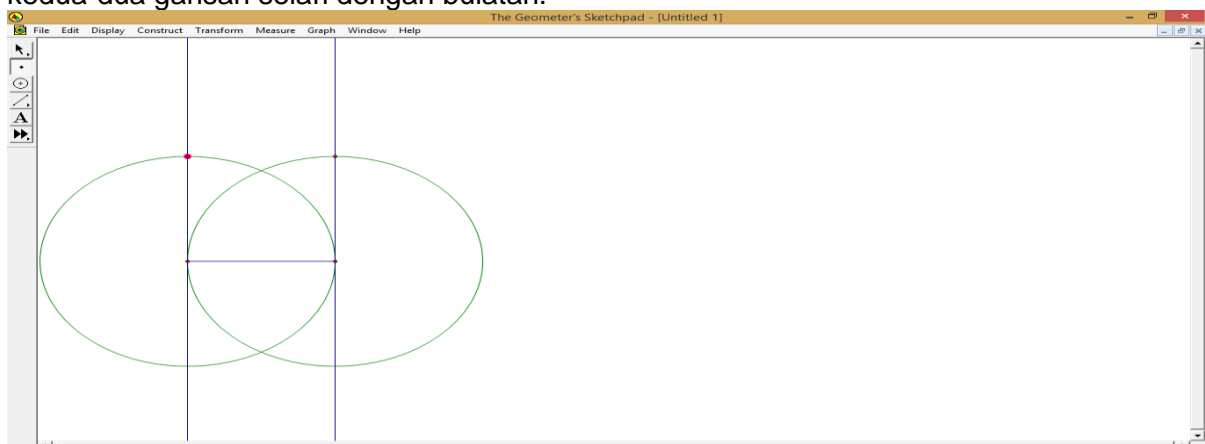 kedua-dua garisan selari dengan bulatan.
The Geometer's Sketchpad - [Untitled 1]
File Edit Display Construct Transform Measure Graph Window Help
A